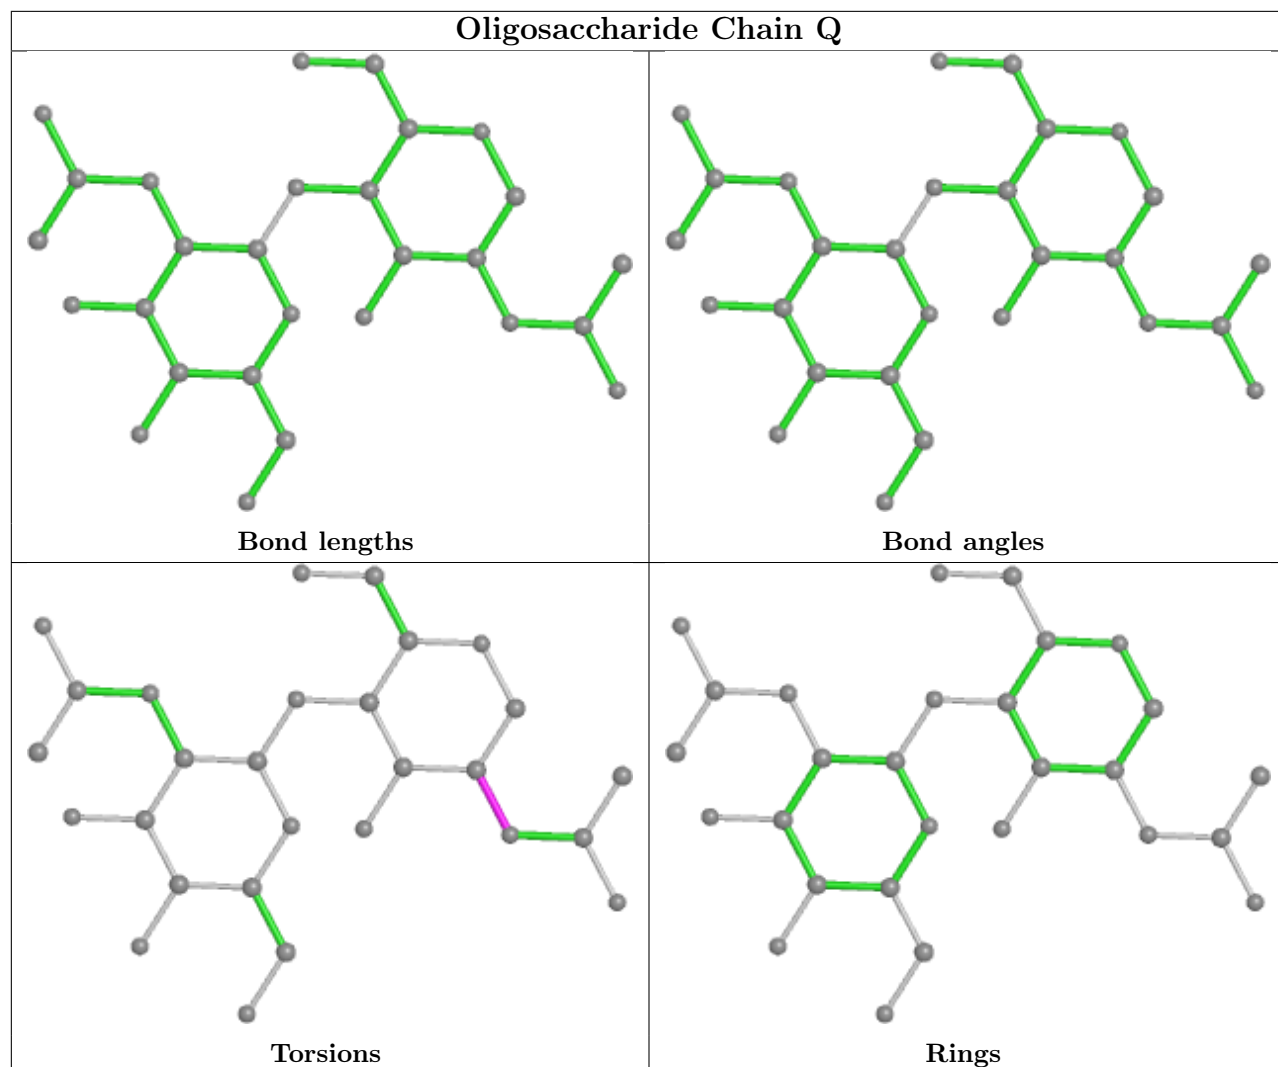 Oligosaccharide Chain Q
Bond lengths
Bond angles
Torsions
Rings